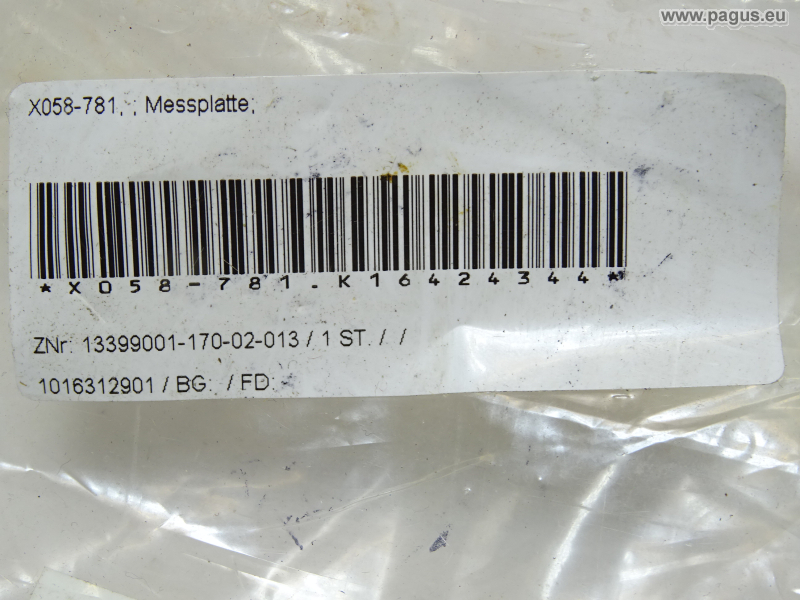 www.pagus.eu
X058-781, ; Messplatte;
*X058-781.K16424344*
ZNr: 13399001-170-02-013 / 1 ST. / /
1016312901 / BG: / FD: -